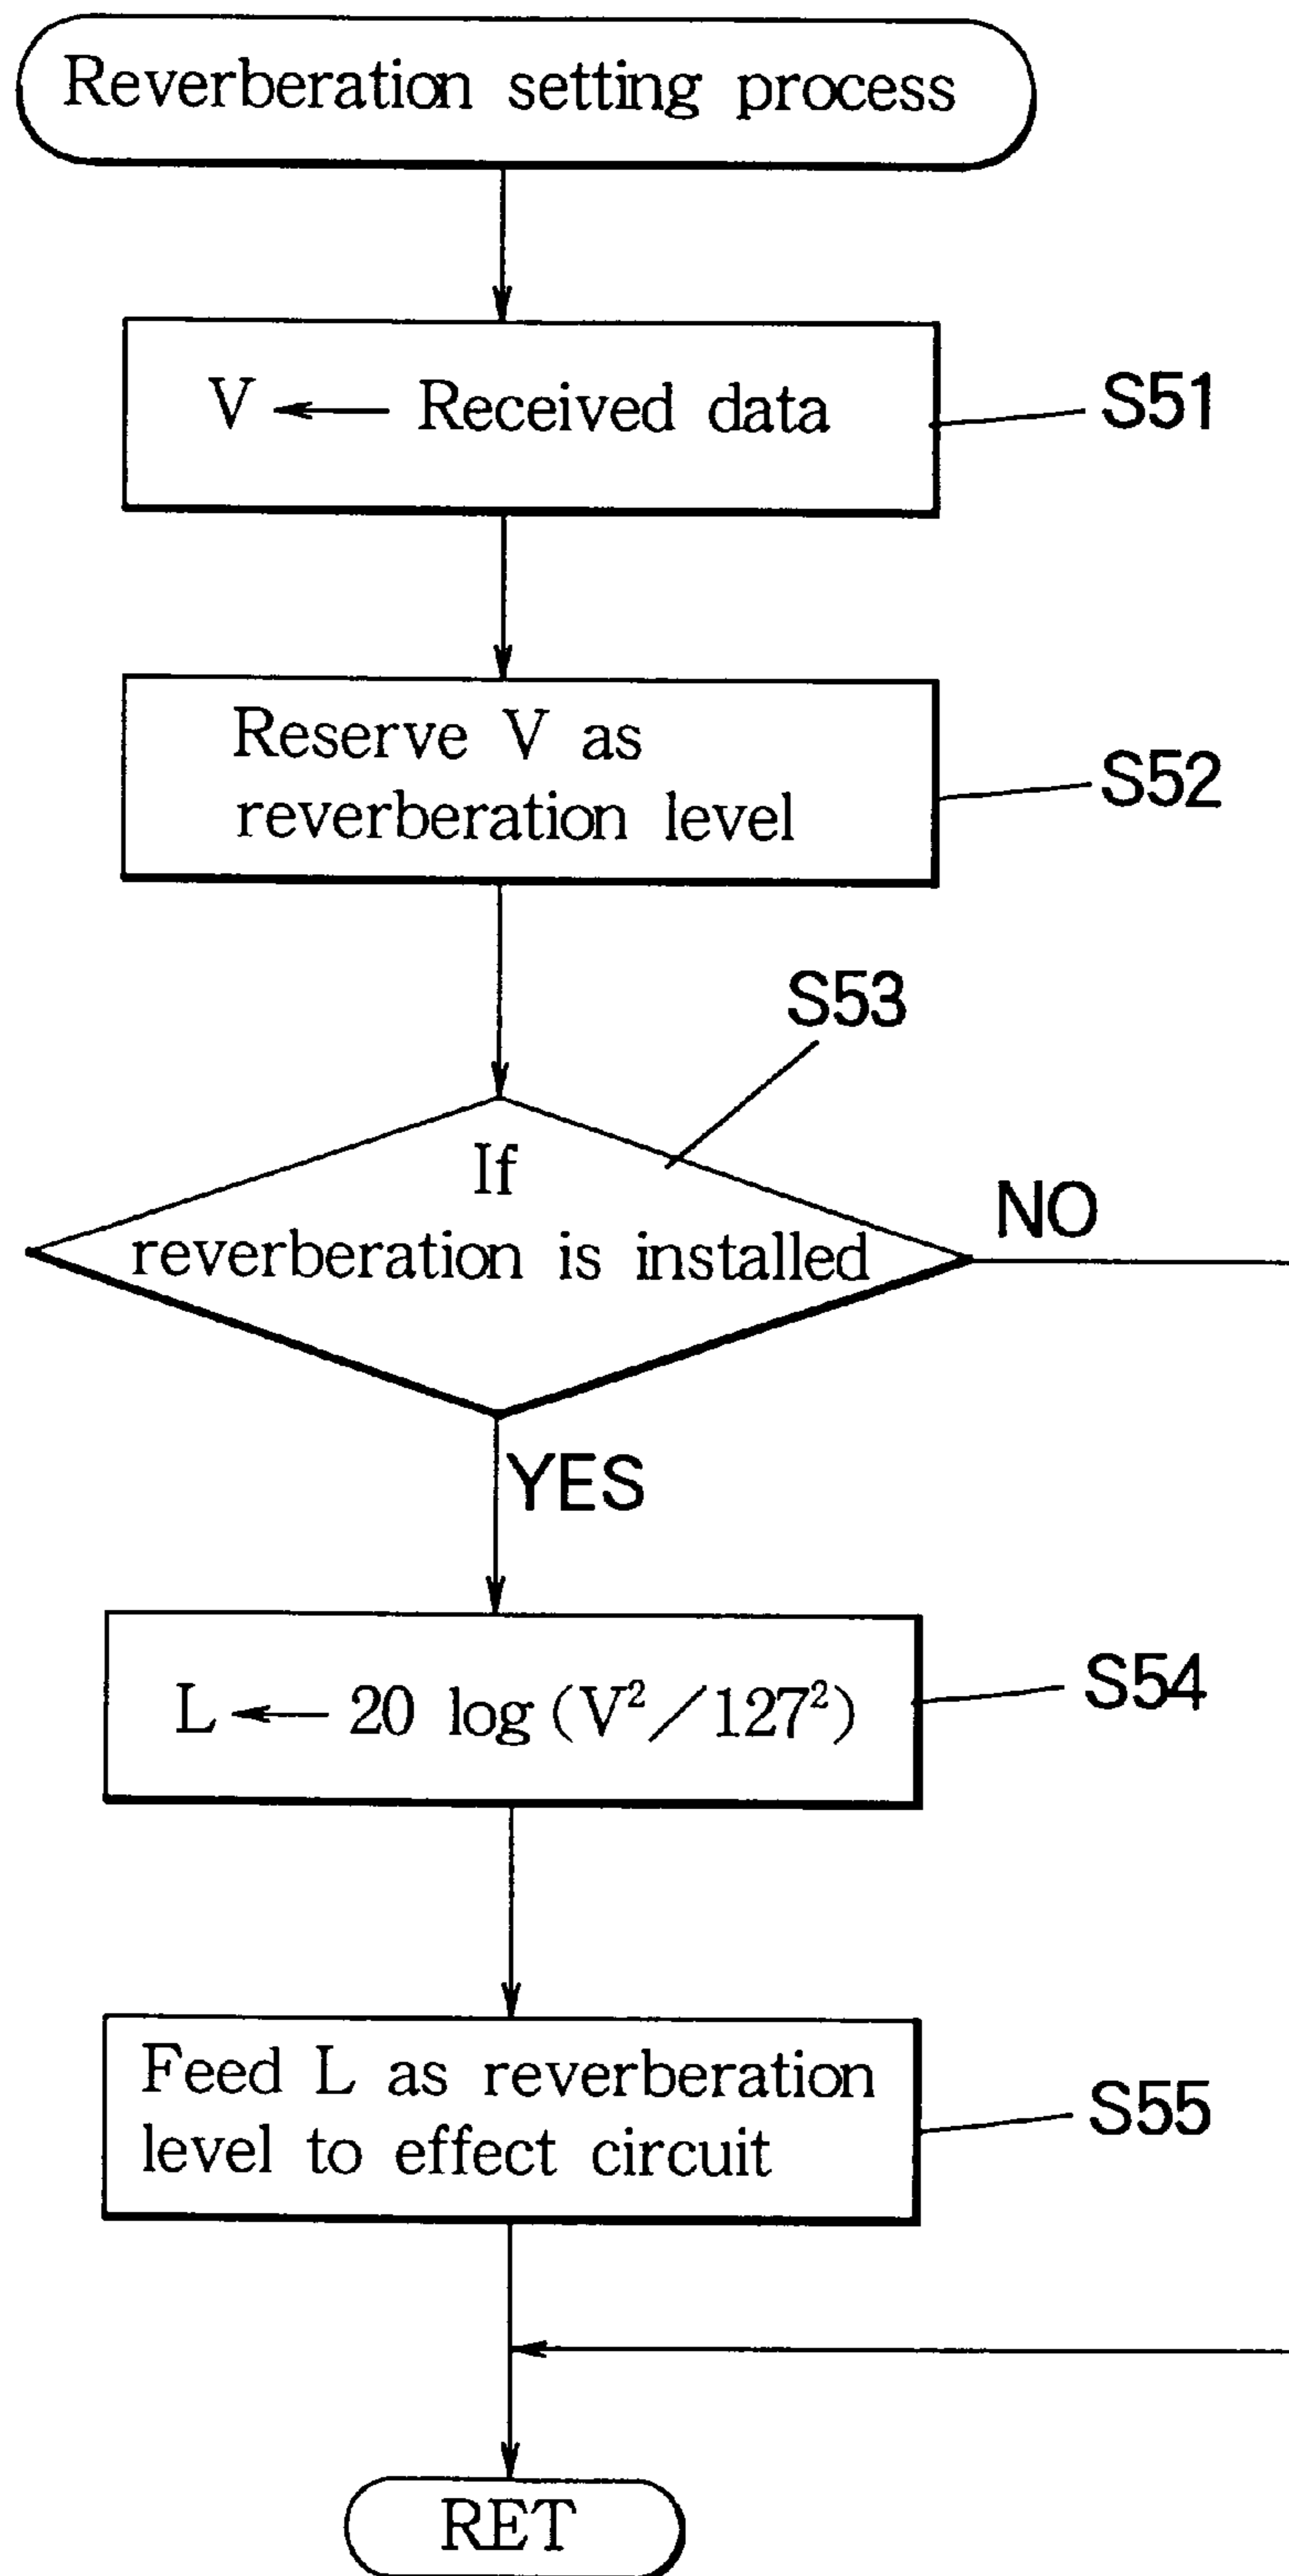 Reverberation setting process
V ← Received data
S51
Reserve V as
reverberation level
S52
S53
If
reverberation is installed
NO
YES
L ← 20 log (V²／127²)
S54
Feed L as reverberation
level to effect circuit
S55
RET